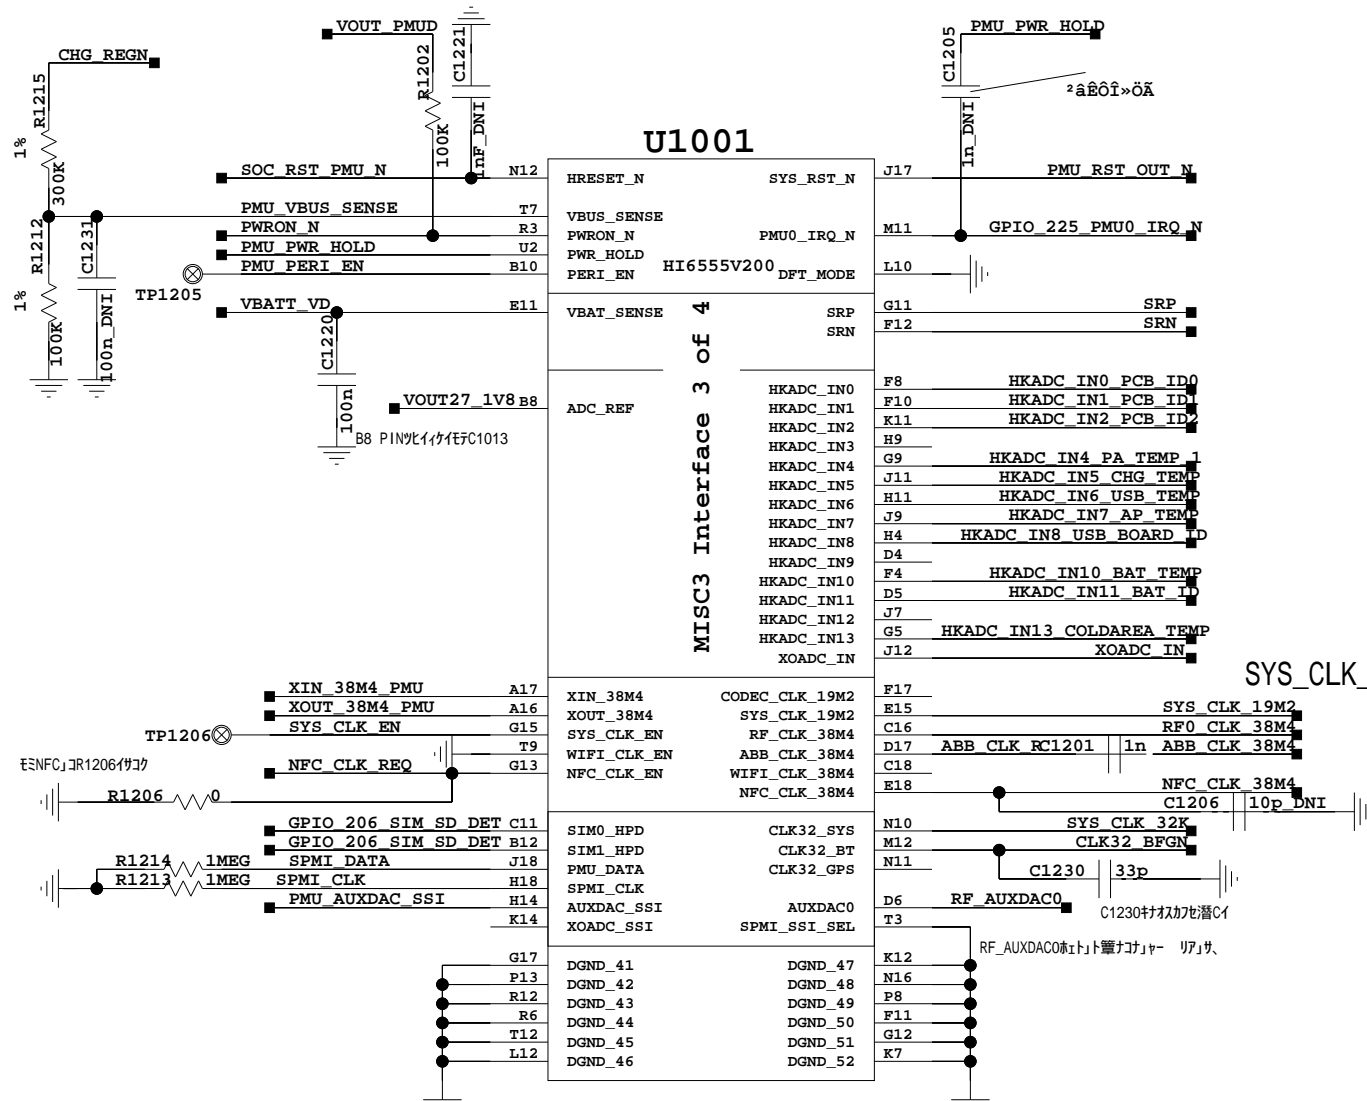 VOUT_PMUD
C1221
C1205
PMU_PWR_HOLD
CHG_REGN
R1215
R1202
²âÊÔÎ»ÖÃ
1%
300K
100K
1nF_DNI
1n_DNI
U1001
SOC_RST_PMU_N
N12
HRESET_N
SYS_RST_N
J17
PMU_RST_OUT_N
PMU_VBUS_SENSE
T7
VBUS_SENSE
PWRON_N
R3
PWRON_N
PMU0_IRQ_N
M11
GPIO_225_PMU0_IRQ_N
PMU_PWR_HOLD
U2
PWR_HOLD
PMU_PERI_EN
B10
PERI_EN
HI6555V200
DFT_MODE
L10
R1212
C1231
TP1205
1%
100K
100n_DNI
VBATT_VD
E11
VBAT_SENSE
SRP
G11
SRP
SRN
F12
SRN
C1220
100n
MISC3 Interface 3 of 4
HKADC_IN0
F8
HKADC_IN0_PCB_ID0
VOUT27_1V8
B8
ADC_REF
HKADC_IN1
F10
HKADC_IN1_PCB_ID1
HKADC_IN2
K11
HKADC_IN2_PCB_ID2
HKADC_IN3
H9
HKADC_IN4
G9
HKADC_IN4_PA_TEMP_1
HKADC_IN5
J11
HKADC_IN5_CHG_TEMP
HKADC_IN6
H11
HKADC_IN6_USB_TEMP
HKADC_IN7
J9
HKADC_IN7_AP_TEMP
HKADC_IN8
H4
HKADC_IN8_USB_BOARD_ID
HKADC_IN9
D4
HKADC_IN10
F4
HKADC_IN10_BAT_TEMP
HKADC_IN11
D5
HKADC_IN11_BAT_ID
HKADC_IN12
J7
HKADC_IN13
G5
HKADC_IN13_COLDAREA_TEMP
XOADC_IN
J12
XOADC_IN
SYS_CLK_
XIN_38M4_PMU
A17
XIN_38M4
CODEC_CLK_19M2
F17
XOUT_38M4_PMU
A16
XOUT_38M4
SYS_CLK_19M2
E15
SYS_CLK_19M2
TP1206
SYS_CLK_EN
G15
SYS_CLK_EN
RF_CLK_38M4
C16
RF0_CLK_38M4
T9
WIFI_CLK_EN
ABB_CLK_38M4
D17
ABB_CLK_R
C1201
1n
ABB_CLK_38M4
NFC_CLK_REQ
G13
NFC_CLK_EN
WIFI_CLK_38M4
C18
NFC_CLK_38M4
E18
NFC_CLK_38M4
R1206
0
C1206
10p_DNI
GPIO_206_SIM_SD_DET
C11
SIM0_HPD
CLK32_SYS
N10
SYS_CLK_32K
GPIO_206_SIM_SD_DET
B12
SIM1_HPD
CLK32_BT
M12
CLK32_BFGN
R1214
1MEG
SPMI_DATA
J18
PMU_DATA
CLK32_GPS
N11
R1213
1MEG
SPMI_CLK
H18
SPMI_CLK
C1230
33p
PMU_AUXDAC_SSI
H14
AUXDAC_SSI
AUXDAC0
D6
RF_AUXDAC0
K14
XOADC_SSI
SPMI_SSI_SEL
T3
G17
DGND_41
DGND_47
K12
P13
DGND_42
DGND_48
N16
R12
DGND_43
DGND_49
P8
R6
DGND_44
DGND_50
F11
T12
DGND_45
DGND_51
G12
L12
DGND_46
DGND_52
K7